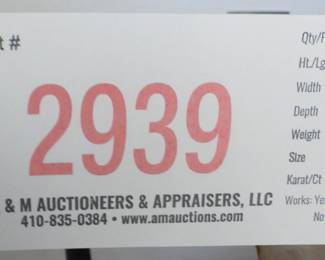 t #
2939
& M AUCTIONEERS & APPRAISERS, LLC
410-835-0384 • www.amauctions.com
Qty/P
Ht./Lg
Width
Depth
Weight
Size
Karat/Ct
Works: Yes
No